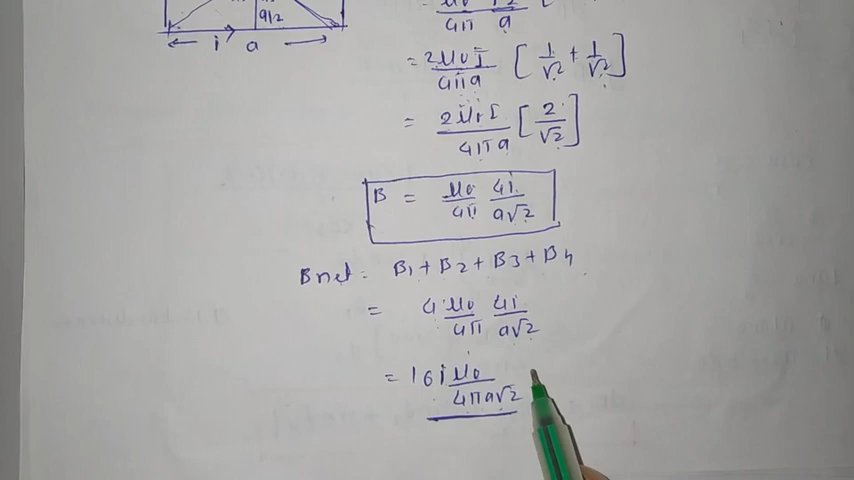 a/2
← i → a →
4π a
= 2μ₀I / 4πa [ 1/√2 + 1/√2 ]
= 2μ₀I / 4πa [ 2/√2 ]
B = μ₀/4π 4i/a√2
Bnet = B₁ + B₂ + B₃ + B₄
= 4 μ₀/4π 4i/a√2
= 16i μ₀ / 4πa√2